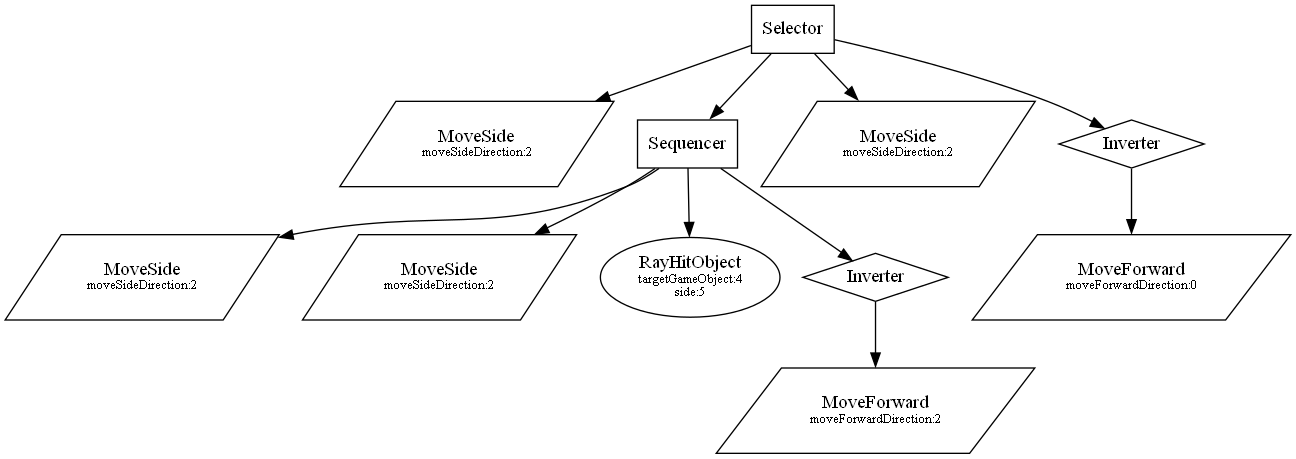 Selector
MoveSide
moveSideDirection:2
Sequencer
MoveSide
moveSideDirection:2
Inverter
MoveSide
moveSideDirection:2
MoveSide
moveSideDirection:2
RayHitObject
targetGameObject:4
side:5
Inverter
MoveForward
moveForwardDirection:0
MoveForward
moveForwardDirection:2